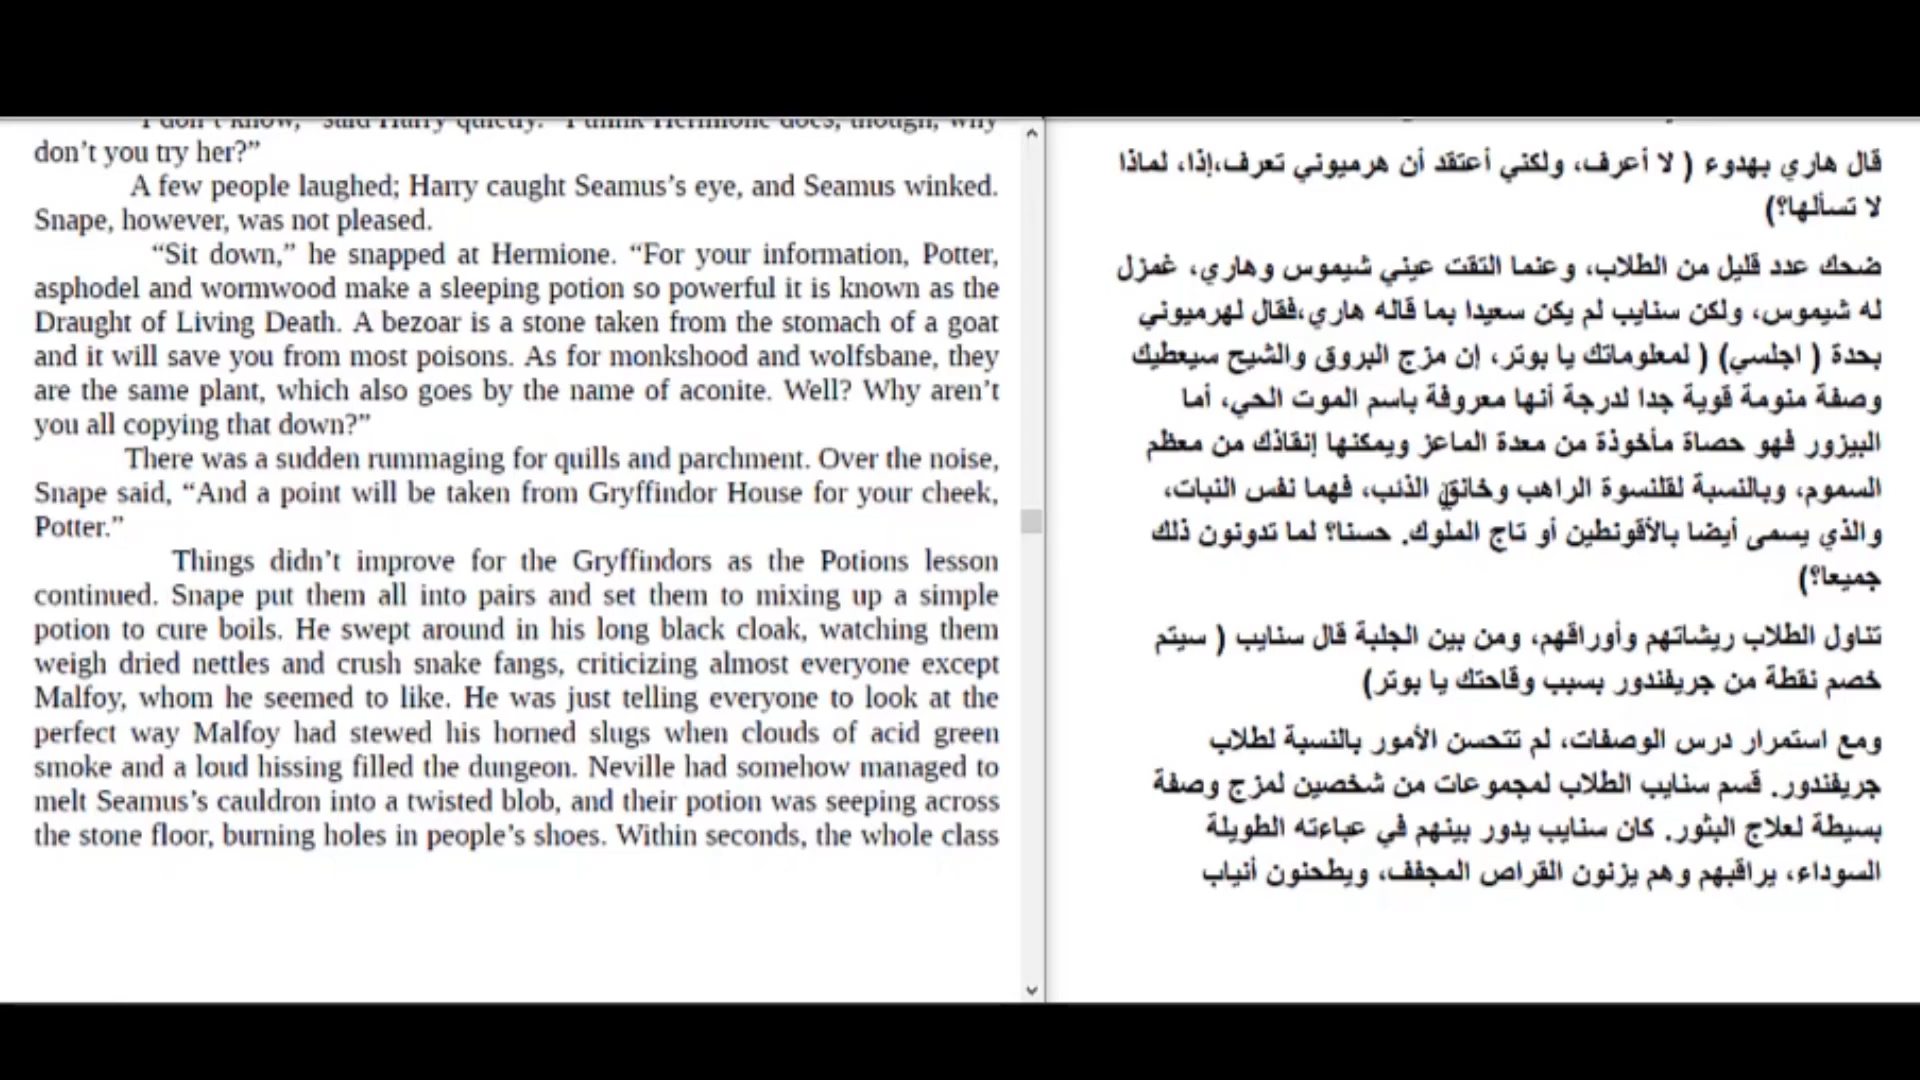 "I don't know," said Harry quietly. "I think Hermione does, though, why
don't you try her?"
A few people laughed; Harry caught Seamus's eye, and Seamus winked.
Snape, however, was not pleased.
"Sit down," he snapped at Hermione. "For your information, Potter,
asphodel and wormwood make a sleeping potion so powerful it is known as the
Draught of Living Death. A bezoar is a stone taken from the stomach of a goat
and it will save you from most poisons. As for monkshood and wolfsbane, they
are the same plant, which also goes by the name of aconite. Well? Why aren't
you all copying that down?"
There was a sudden rummaging for quills and parchment. Over the noise,
Snape said, "And a point will be taken from Gryffindor House for your cheek,
Potter."
Things didn't improve for the Gryffindors as the Potions lesson
continued. Snape put them all into pairs and set them to mixing up a simple
potion to cure boils. He swept around in his long black cloak, watching them
weigh dried nettles and crush snake fangs, criticizing almost everyone except
Malfoy, whom he seemed to like. He was just telling everyone to look at the
perfect way Malfoy had stewed his horned slugs when clouds of acid green
smoke and a loud hissing filled the dungeon. Neville had somehow managed to
melt Seamus's cauldron into a twisted blob, and their potion was seeping across
the stone floor, burning holes in people's shoes. Within seconds, the whole class
قال هاري بهدوء ( لا أعرف، ولكني أعتقد أن هرميوني تعرف،إذا، لماذا
لا تسألها؟)
ضحك عدد قليل من الطلاب، وعنما التقت عيني شيموس وهاري، غمزل
له شيموس، ولكن سنايب لم يكن سعيدا بما قاله هاري،فقال لهرميوني
بحدة ( اجلسي) ( لمعلوماتك يا بوتر، إن مزج البروق والشيح سيعطيك
وصفة منومة قوية جدا لدرجة أنها معروفة باسم الموت الحي، أما
البيزور فهو حصاة مأخوذة من معدة الماعز ويمكنها إنقاذك من معظم
السموم، وبالنسبة لقلنسوة الراهب وخانق الذئب، فهما نفس النبات،
والذي يسمى أيضا بالأقونطين أو تاج الملوك. حسنا؟ لما تدونون ذلك
جميعا؟)
تناول الطلاب ريشاتهم وأوراقهم، ومن بين الجلبة قال سنايب ( سيتم
خصم نقطة من جريفندور بسبب وقاحتك يا بوتر)
ومع استمرار درس الوصفات، لم تتحسن الأمور بالنسبة لطلاب
جريفندور. قسم سنايب الطلاب لمجموعات من شخصين لمزج وصفة
بسيطة لعلاج البثور. كان سنايب يدور بينهم في عباءته الطويلة
السوداء، يراقبهم وهم يزنون القراص المجفف، ويطحنون أنياب